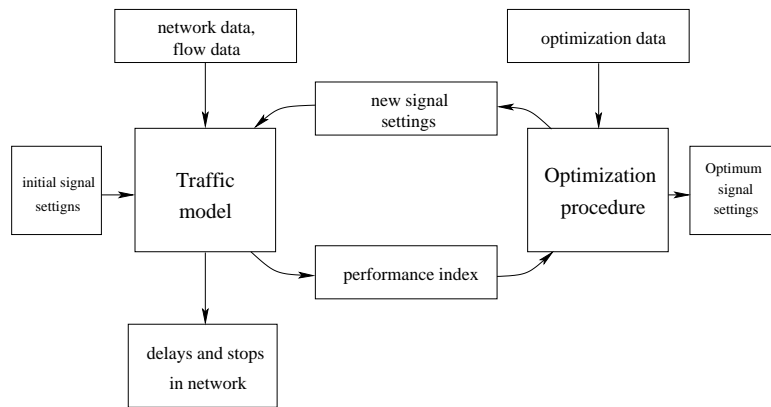 network data,
flow data
optimization data
new signal
settings
initial signal
settigns
Traffic
model
Optimization
procedure
Optimum
signal
settings
performance index
delays and stops
in network